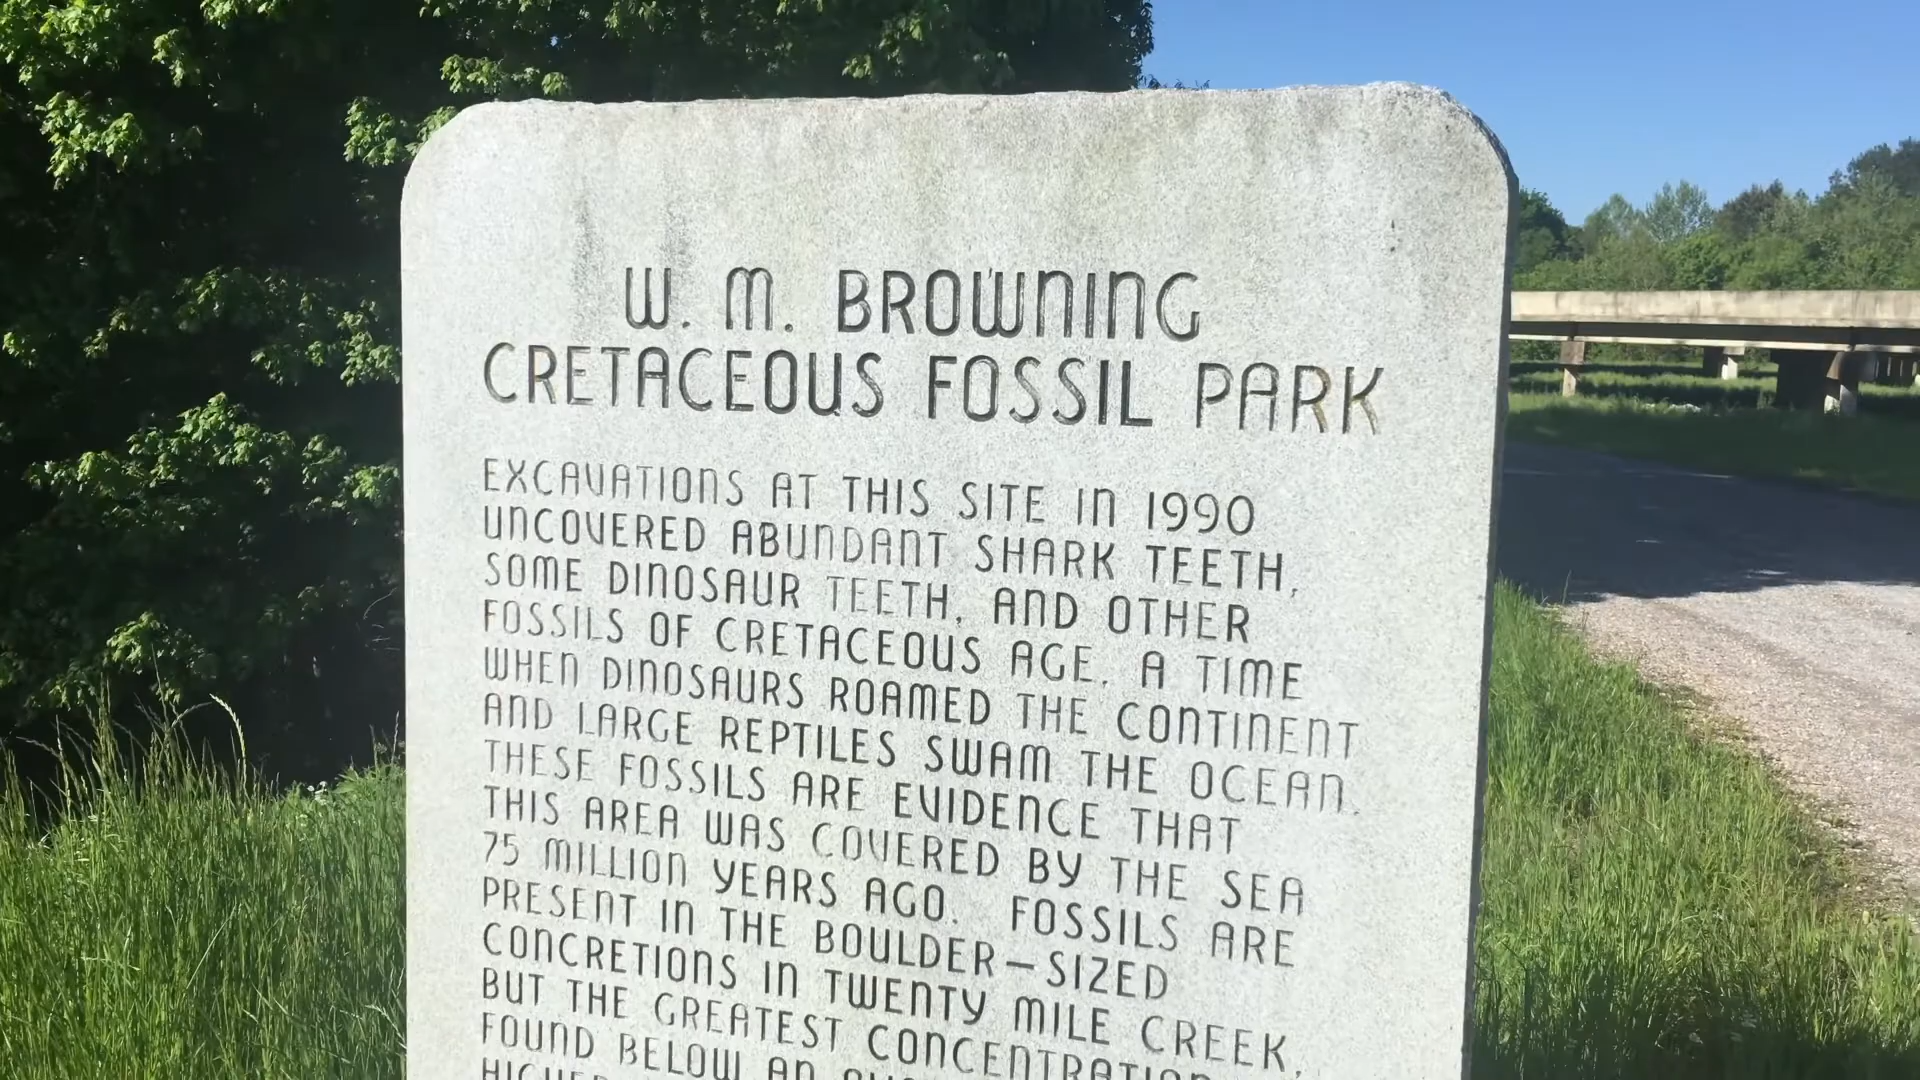 W. M. BROWNING
CRETACEOUS FOSSIL PARK
EXCAVATIONS AT THIS SITE IN 1990
UNCOVERED ABUNDANT SHARK TEETH,
SOME DINOSAUR TEETH, AND OTHER
FOSSILS OF CRETACEOUS AGE, A TIME
WHEN DINOSAURS ROAMED THE CONTINENT
AND LARGE REPTILES SWAM THE OCEAN.
THESE FOSSILS ARE EVIDENCE THAT
THIS AREA WAS COVERED BY THE SEA
75 MILLION YEARS AGO. FOSSILS ARE
PRESENT IN THE BOULDER-SIZED
CONCRETIONS IN TWENTY MILE CREEK,
BUT THE GREATEST CONCENTRATION
FOUND BELOW AN